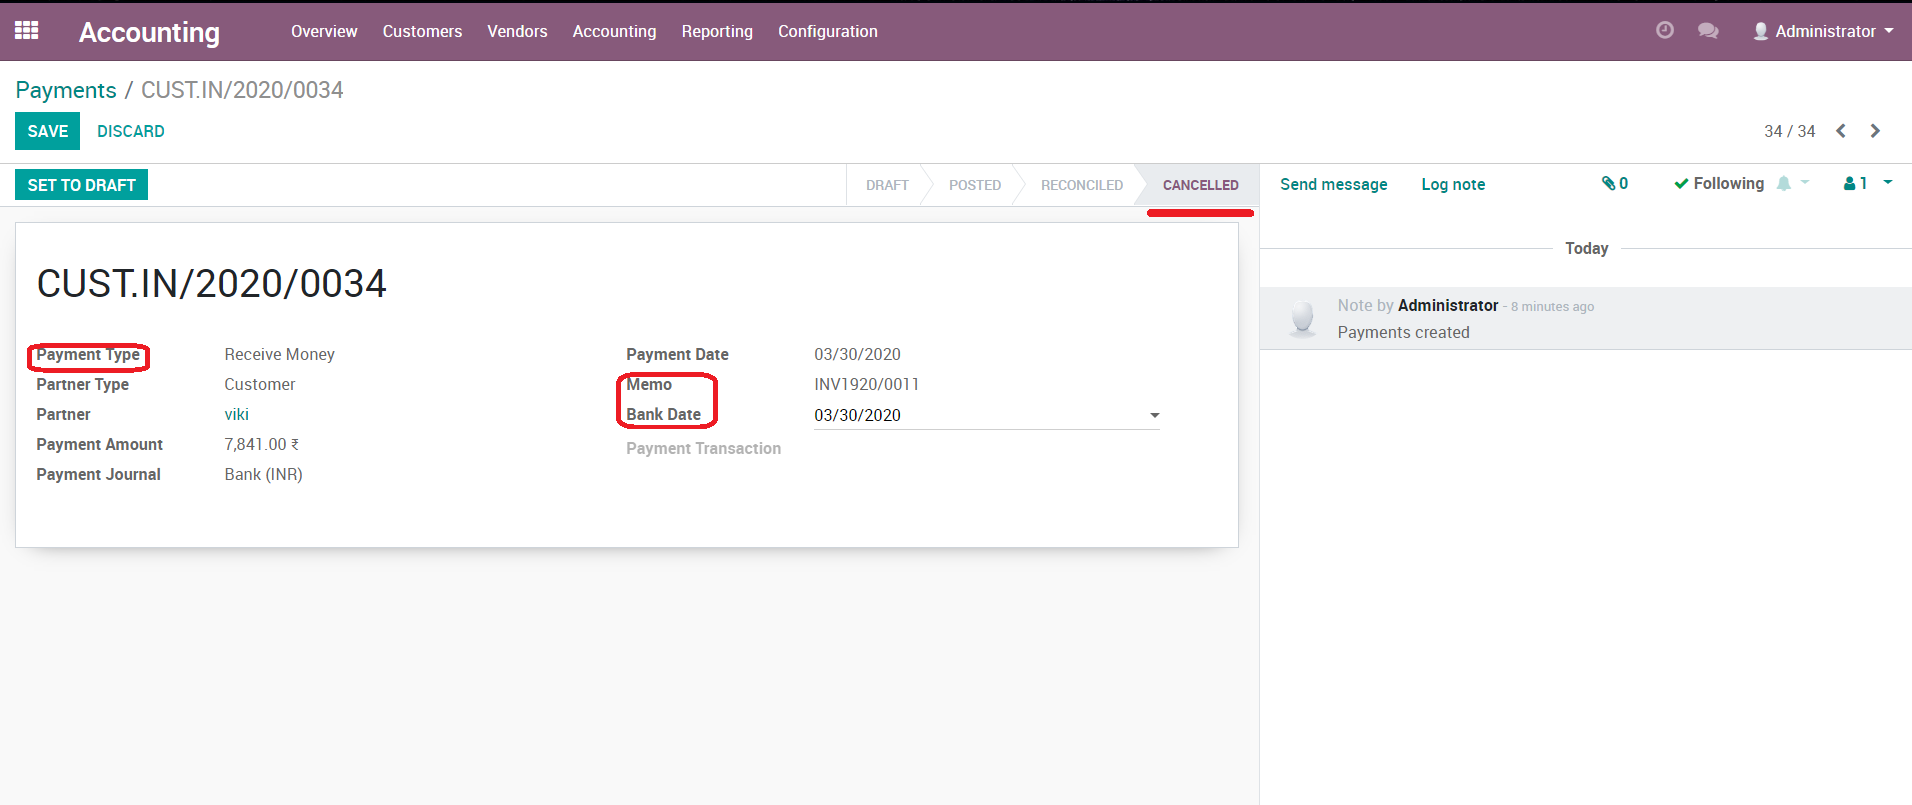 Accounting Overview Customers Vendors Accounting Reporting Configuration Administrator
Payments / CUST.IN/2020/0034
SAVE DISCARD 34 / 34
SET TO DRAFT DRAFT POSTED RECONCILED CANCELLED Send message Log note 0 Following 1
Today
CUST.IN/2020/0034
Note by Administrator - 8 minutes ago
Payments created
Payment Type Receive Money Payment Date 03/30/2020
Partner Type Customer Memo INV1920/0011
Partner viki Bank Date 03/30/2020
Payment Amount 7,841.00 ₹ Payment Transaction
Payment Journal Bank (INR)